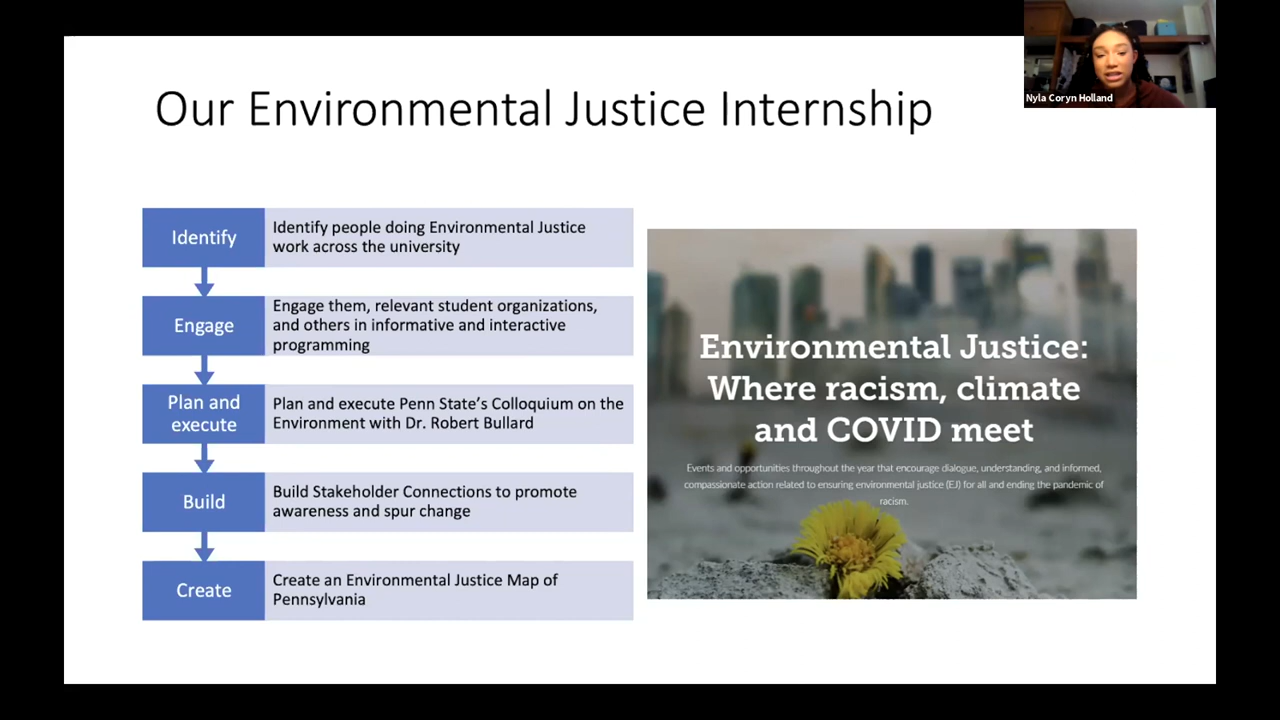 Our Environmental Justice Internship
Nyla Coryn Holland
Identify
Identify people doing Environmental Justice
work across the university
Engage
Engage them, relevant student organizations,
and others in informative and interactive
programming
Plan and
execute
Plan and execute Penn State's Colloquium on the
Environment with Dr. Robert Bullard
Build
Build Stakeholder Connections to promote
awareness and spur change
Create
Create an Environmental Justice Map of
Pennsylvania
Environmental Justice:
Where racism, climate
and COVID meet
Events and opportunities throughout the year that encourage dialogue, understanding, and informed,
compassionate action related to ensuring environmental justice (EJ) for all and ending the pandemic of
racism.